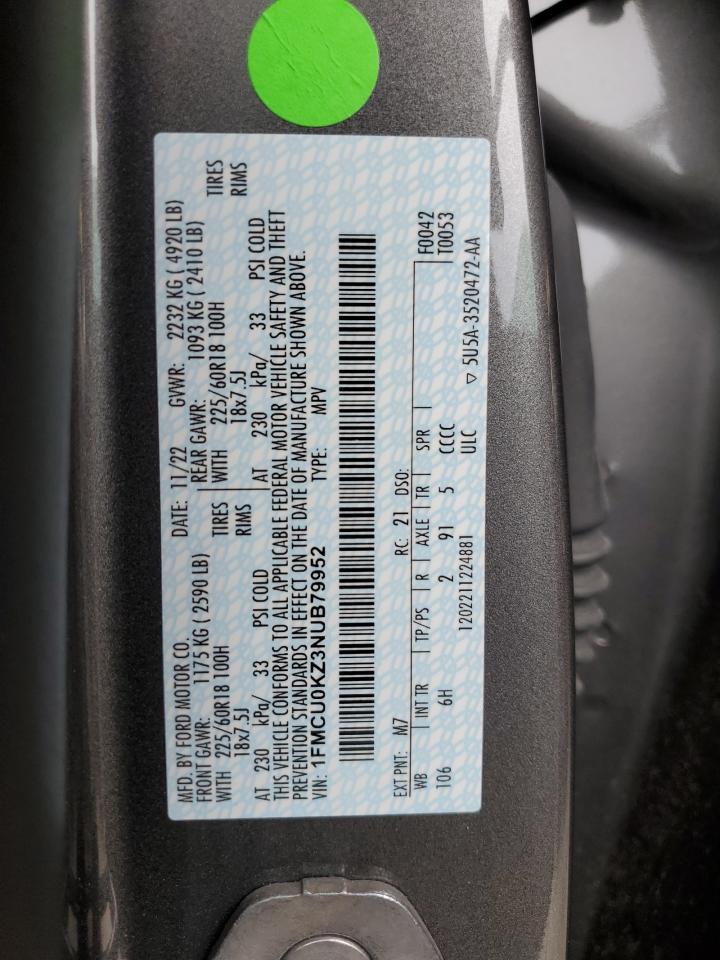 MFD. BY FORD MOTOR CO.
DATE: 11/22 GVWR: 2232 KG ( 4920 LB)
FRONT GAWR: 1175 KG ( 2590 LB)
REAR GAWR: 1093 KG ( 2410 LB)
WITH 225/60R18 100H TIRES
WITH 225/60R18 100H TIRES
18x7.5J RIMS
18x7.5J RIMS
AT 230 kPa/ 33 PSI COLD
AT 230 kPa/ 33 PSI COLD
THIS VEHICLE CONFORMS TO ALL APPLICABLE FEDERAL MOTOR VEHICLE SAFETY AND THEFT
PREVENTION STANDARDS IN EFFECT ON THE DATE OF MANUFACTURE SHOWN ABOVE.
VIN: 1FMCU0KZ3NUB79952 TYPE: MPV
EXT PNT: M7 RC: 21 DSO: F0042
WB INT TR TP/PS R AXLE TR SPR T0053
106 6H 2 91 5 CCCC
1202211224881 ULC
▽ 5U5A-3520472-AA